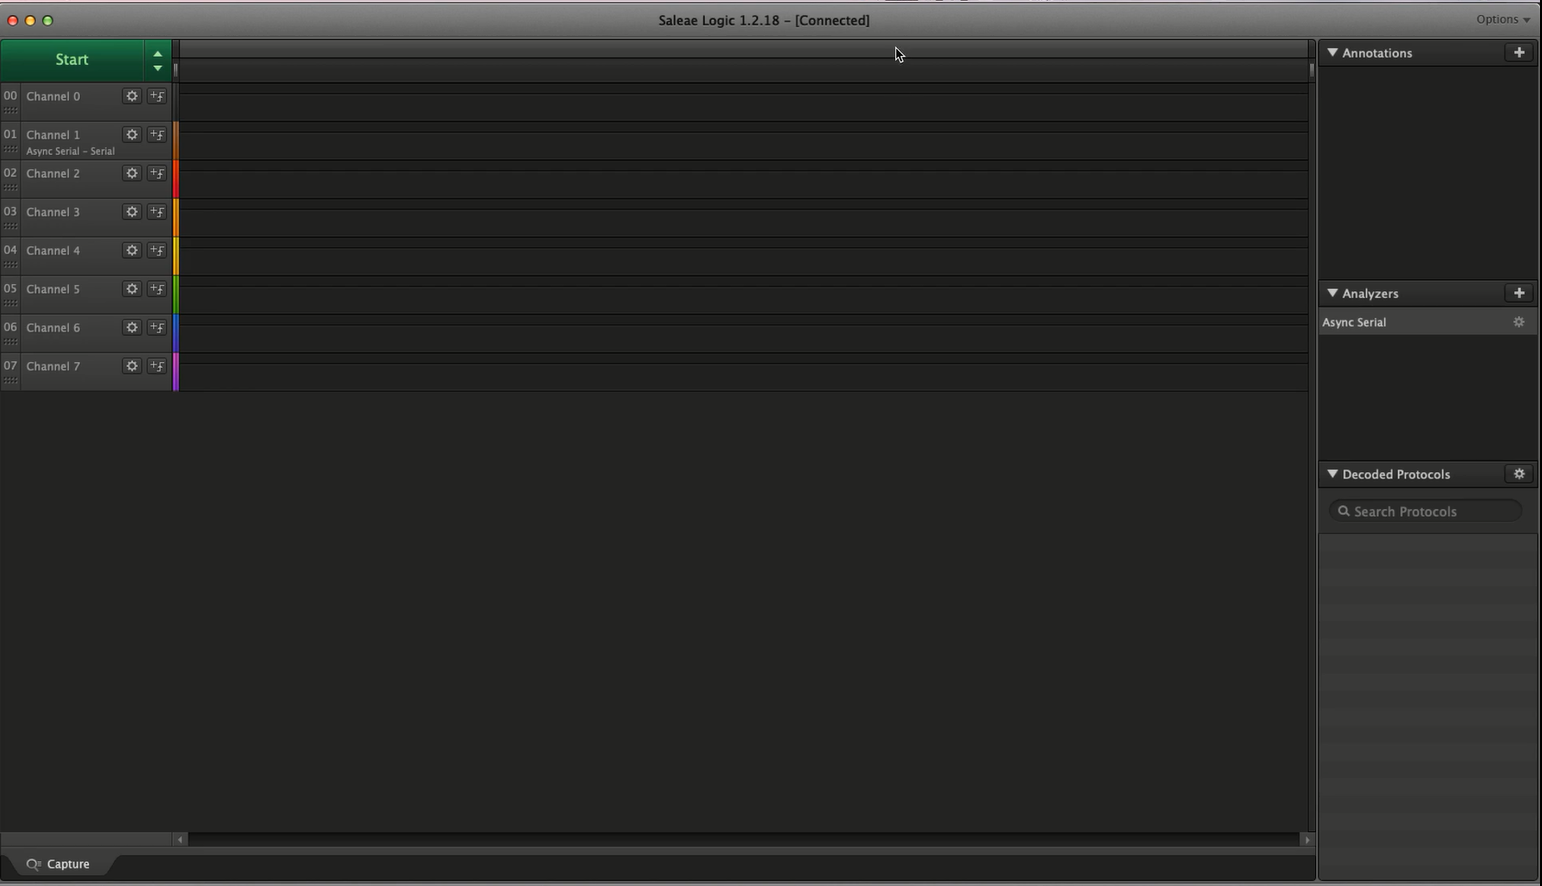 Saleae Logic 1.2.18 – [Connected]
Options
Start
Annotations
00 Channel 0
01 Channel 1
Async Serial – Serial
02 Channel 2
03 Channel 3
04 Channel 4
05 Channel 5
06 Channel 6
07 Channel 7
Analyzers
Async Serial
Decoded Protocols
Search Protocols
Capture